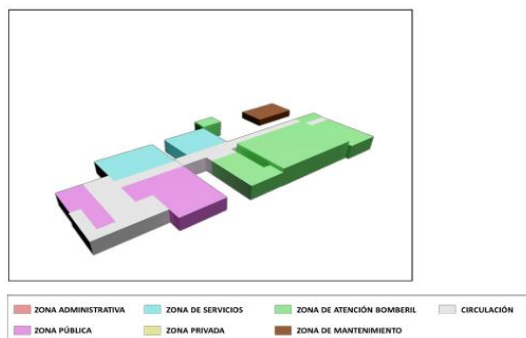 ZONA ADMINISTRATIVA ZONA DE SERVICIOS ZONA DE ATENCIÓN BOMBERIL CIRCULACIÓN
ZONA PÚBLICA ZONA PRIVADA ZONA DE MANTENIMIENTO